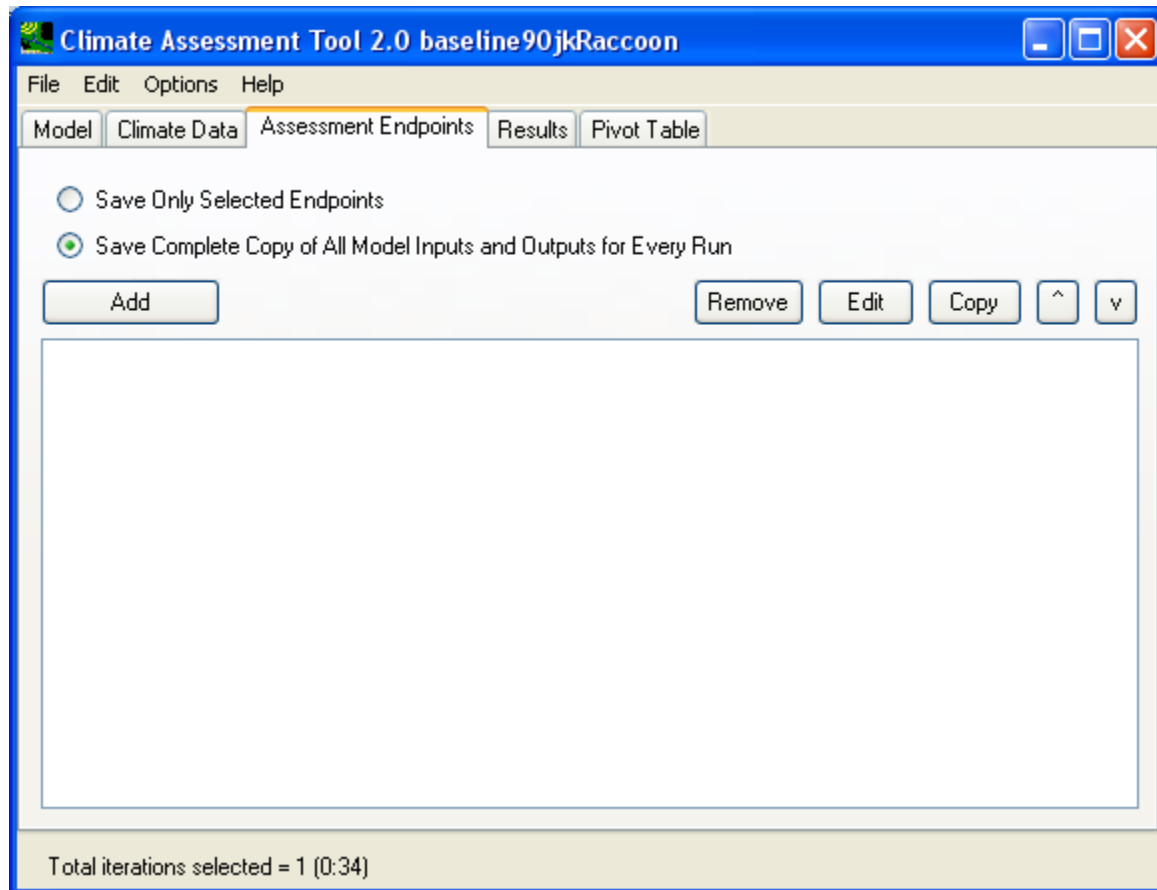 Climate Assessment Tool 2.0 baseline90jkRaccoon
File Edit Options Help
Model Climate Data Assessment Endpoints Results Pivot Table
Save Only Selected Endpoints
Save Complete Copy of All Model Inputs and Outputs for Every Run
Add Remove Edit Copy ^ v
Total iterations selected = 1 (0:34)